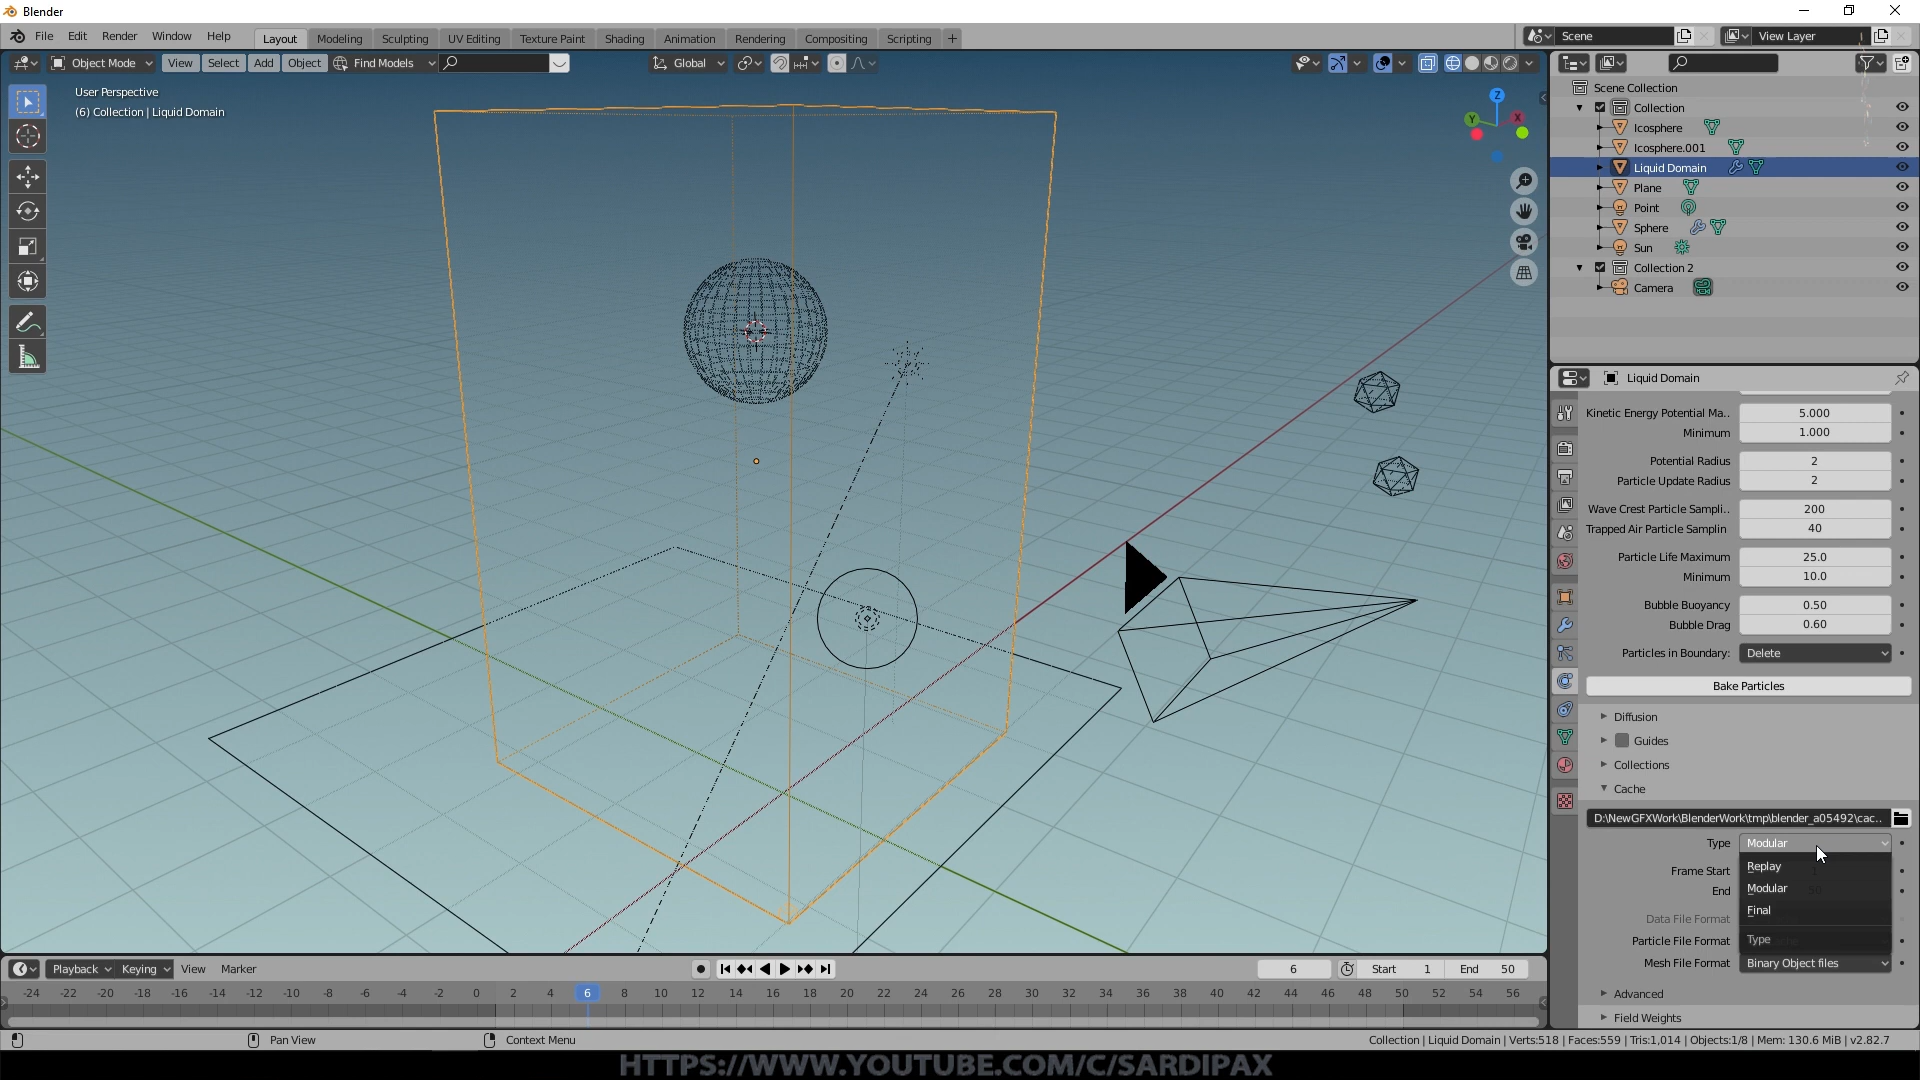 Blender
File Edit Render Window Help
Layout Modeling Sculpting UV Editing Texture Paint Shading Animation Rendering Compositing Scripting +
Scene
View Layer
Object Mode View Select Add Object Find Models
Global
User Perspective
(6) Collection | Liquid Domain
Z
Y
X
Scene Collection
Collection
Icosphere
Icosphere.001
Liquid Domain
Plane
Point
Sphere
Sun
Collection 2
Camera
Liquid Domain
Kinetic Energy Potential Ma.. 5.000
Minimum 1.000
Potential Radius 2
Particle Update Radius 2
Wave Crest Particle Sampli.. 200
Trapped Air Particle Samplin 40
Particle Life Maximum 25.0
Minimum 10.0
Bubble Buoyancy 0.50
Bubble Drag 0.60
Particles in Boundary: Delete
Bake Particles
Diffusion
Guides
Collections
Cache
D:\NewGFXWork\BlenderWork\tmp\blender_a05492\cac..
Type Modular
Replay
Frame Start
End Modular
Final
Data File Format
Particle File Format Type
Mesh File Format Binary Object files
Advanced
Field Weights
Playback Keying View Marker
6 Start 1 End 50
-24 -22 -20 -18 -16 -14 -12 -10 -8 -6 -4 -2 0 2 4 6 8 10 12 14 16 18 20 22 24 26 28 30 32 34 36 38 40 42 44 46 48 50 52 54 56
Pan View Context Menu
Collection | Liquid Domain | Verts:518 | Faces:559 | Tris:1,014 | Objects:1/8 | Mem: 130.6 MiB | v2.82.7
HTTPS://WWW.YOUTUBE.COM/C/SARDIPAX